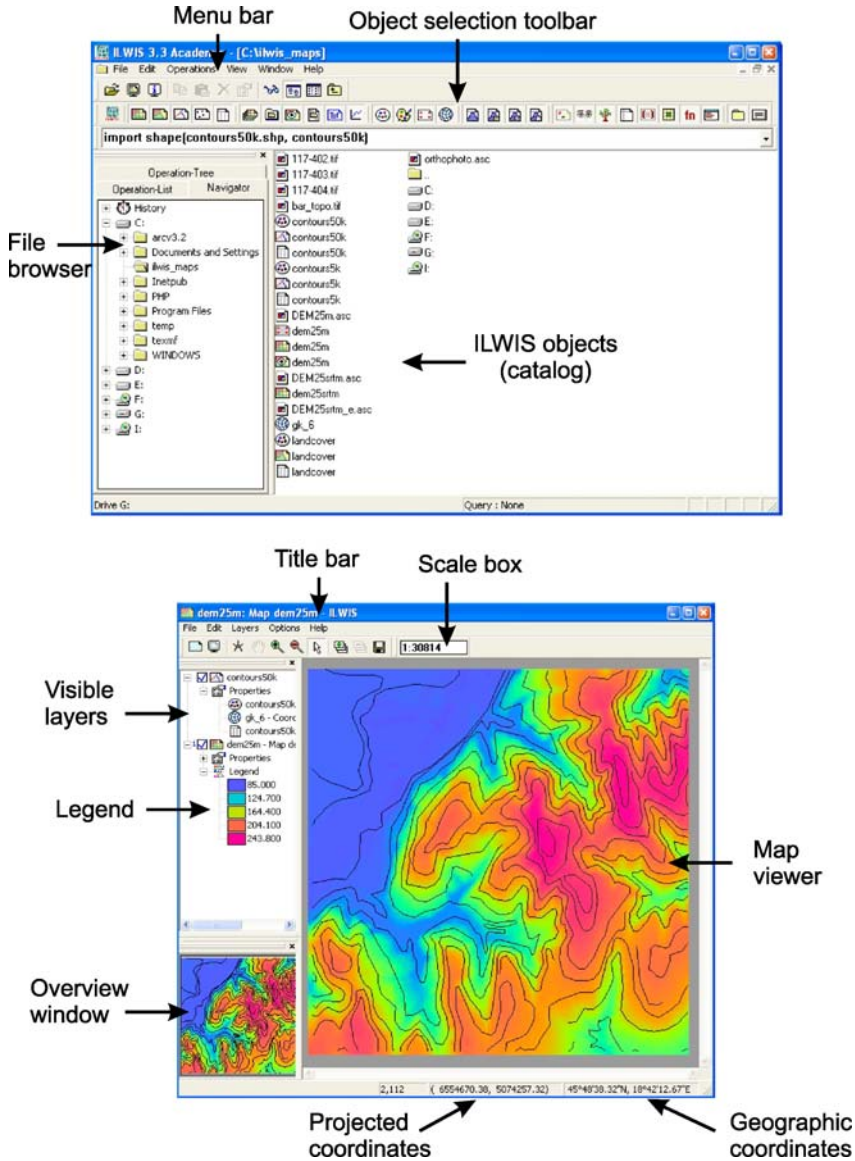 Menu bar
Object selection toolbar
ILWIS 3.3 Academic - [C:\ilwis_maps]
File Edit Operations View Window Help
fn
import shape(contours50k.shp, contours50k)
Operation-Tree
Operation-List Navigator
History
C:
arcv3.2
Documents and Settings
ilwis_maps
Inetpub
PHP
Program Files
temp
texmf
WINDOWS
D:
E:
F:
G:
I:
File
browser
117-402.tif
117-403.tif
117-404.tif
bar_topo.tif
contours50k
contours50k
contours50k
contours5k
contours5k
contours5k
DEM25m.asc
dem25m
dem25m
dem25m
DEM25srtm.asc
dem25srtm
DEM25srtm_e.asc
gk_6
landcover
landcover
landcover
orthophoto.asc
..
C:
D:
E:
F:
G:
I:
ILWIS objects
(catalog)
Drive G:
Query : None
Title bar
Scale box
dem25m: Map dem25m - ILWIS
File Edit Layers Options Help
1:30814
Visible
layers
contours50k
Properties
contours50k
gk_6 - Coord
contours50k
dem25m - Map de
Properties
Legend
85.000
124.700
164.400
204.100
243.800
Legend
Map
viewer
Overview
window
2,112
( 6554670.38, 5074257.32)
45°48'38.32"N, 18°42'12.67"E
Projected
coordinates
Geographic
coordinates